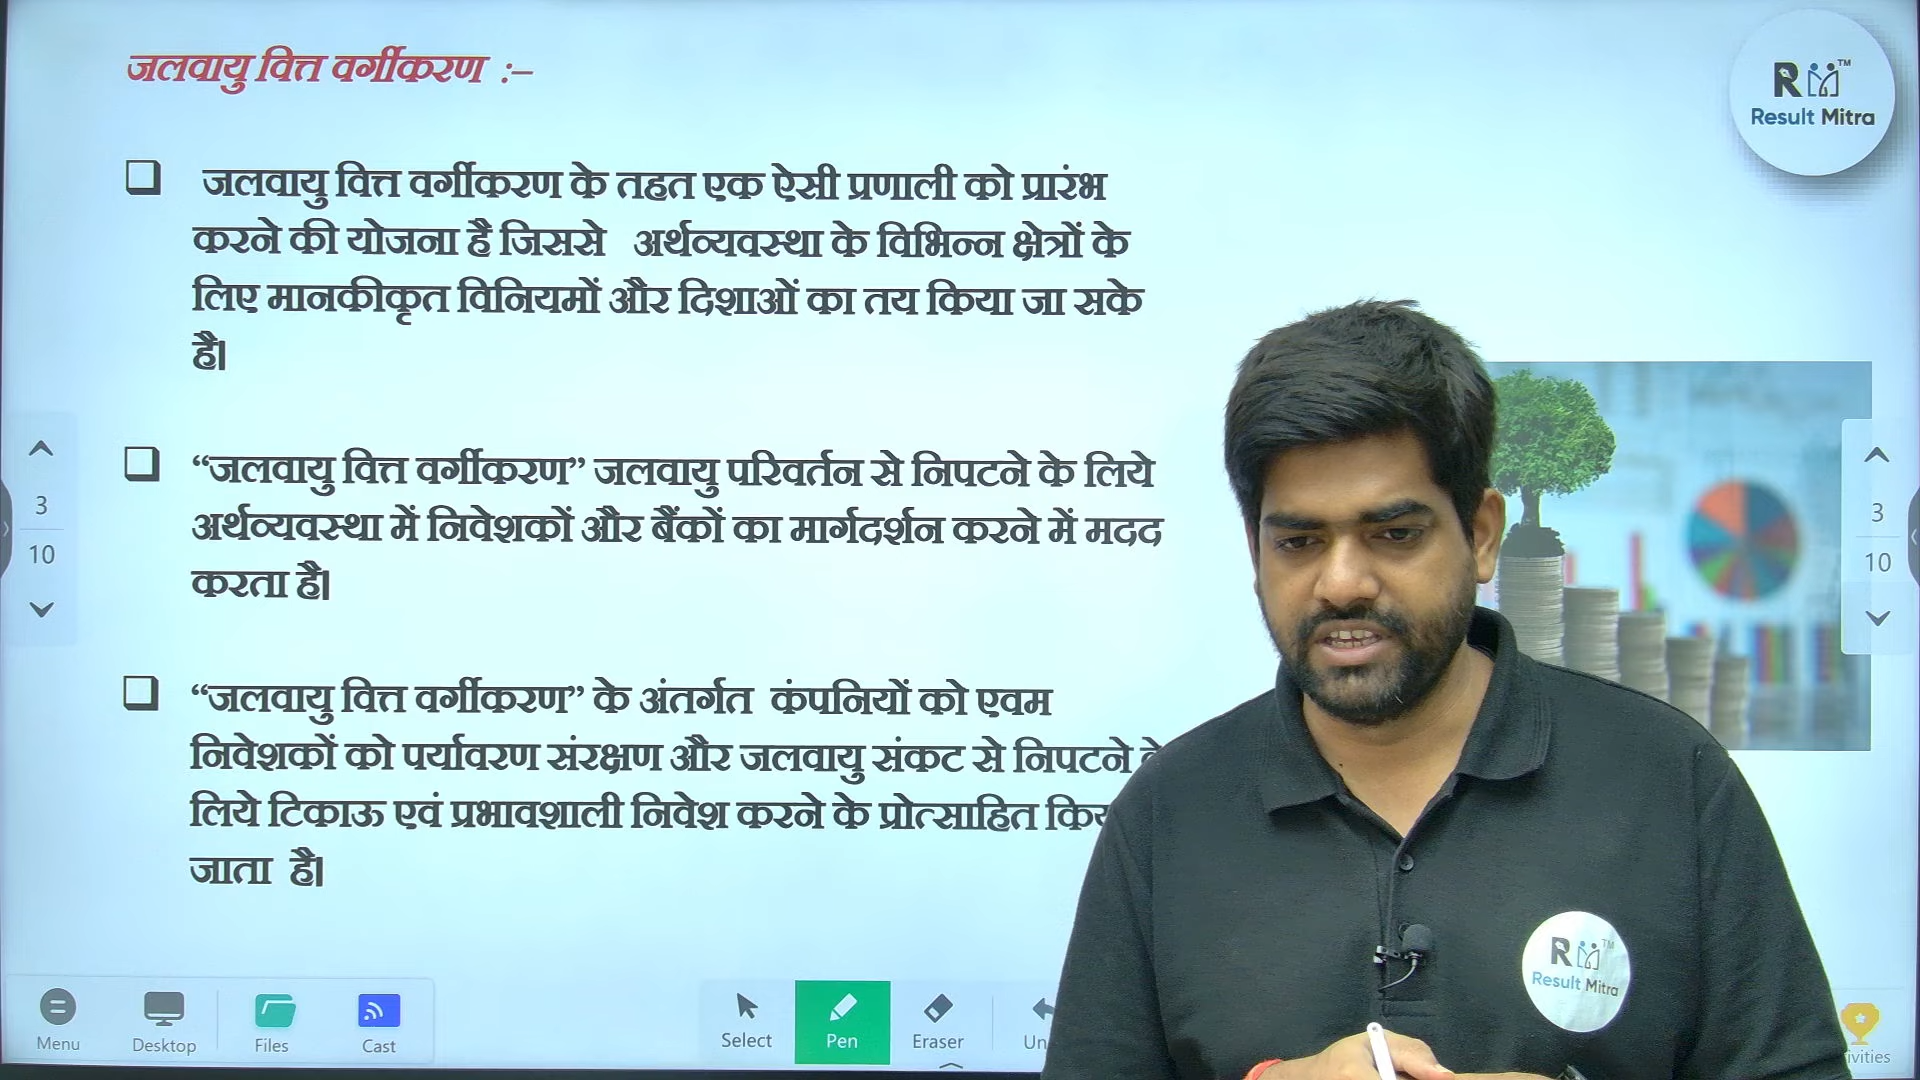 जलवायु वित्त वर्गीकरण :–
RM™
Result Mitra
जलवायु वित्त वर्गीकरण के तहत एक ऐसी प्रणाली को प्रारंभ
करने की योजना है जिससे अर्थव्यवस्था के विभिन्न क्षेत्रों के
लिए मानकीकृत विनियमों और दिशाओं का तय किया जा सके
है।
“जलवायु वित्त वर्गीकरण” जलवायु परिवर्तन से निपटने के लिये
अर्थव्यवस्था में निवेशकों और बैंकों का मार्गदर्शन करने में मदद
करता है।
“जलवायु वित्त वर्गीकरण” के अंतर्गत कंपनियों को एवम
निवेशकों को पर्यावरण संरक्षण और जलवायु संकट से निपटने
लिये टिकाऊ एवं प्रभावशाली निवेश करने के प्रोत्साहित
जाता है।
3
10
3
10
RM™
Result Mitra
Menu
Desktop
Files
Cast
Select
Pen
Eraser